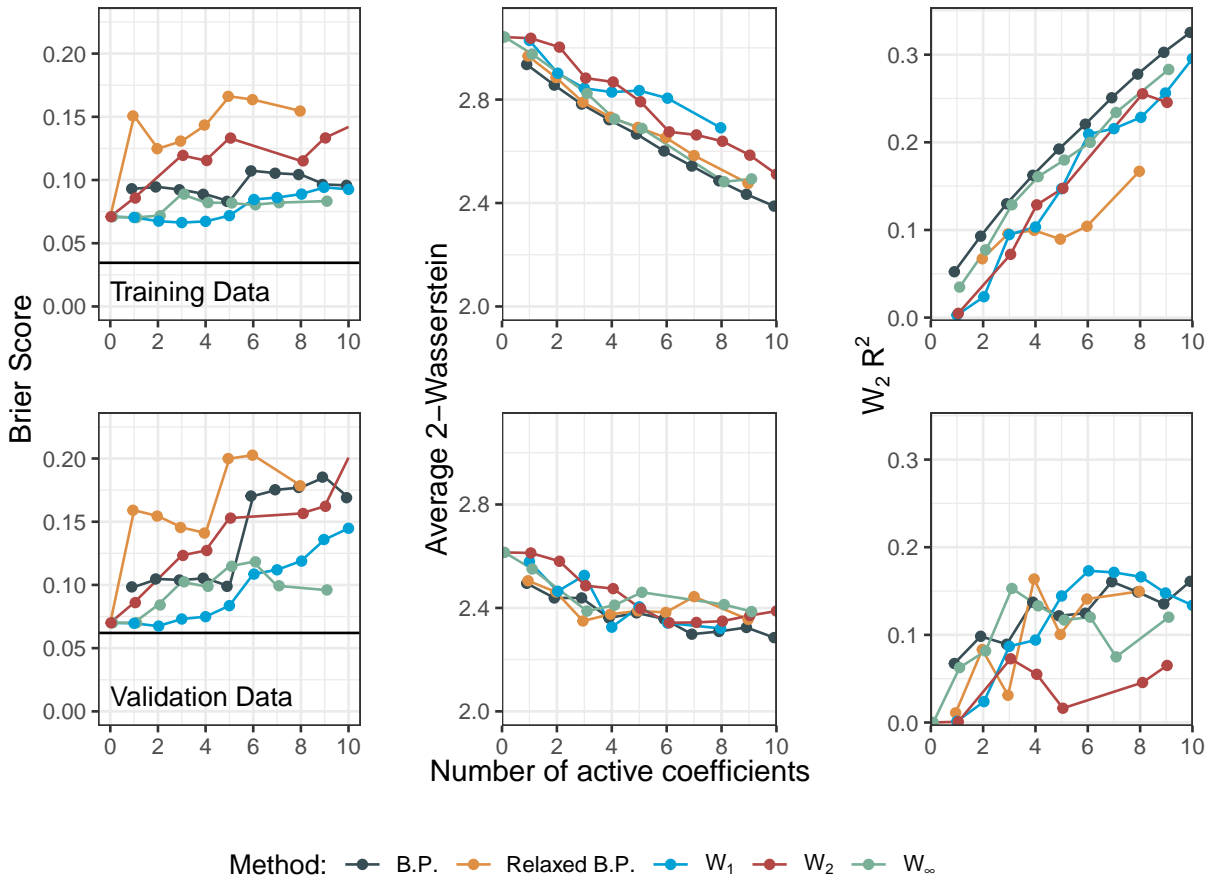 Brier Score
0.20
0.15
0.10
0.05
0.00
Training Data
0 2 4 6 8 10
0.20
0.15
0.10
0.05
0.00
Validation Data
0 2 4 6 8 10
Average 2−Wasserstein
2.8
2.4
2.0
0 2 4 6 8 10
2.8
2.4
2.0
0 2 4 6 8 10
W₂ R²
0.3
0.2
0.1
0.0
0 2 4 6 8 10
0.3
0.2
0.1
0.0
0 2 4 6 8 10
Number of active coefficients
Method: B.P. Relaxed B.P. W₁ W₂ W∞